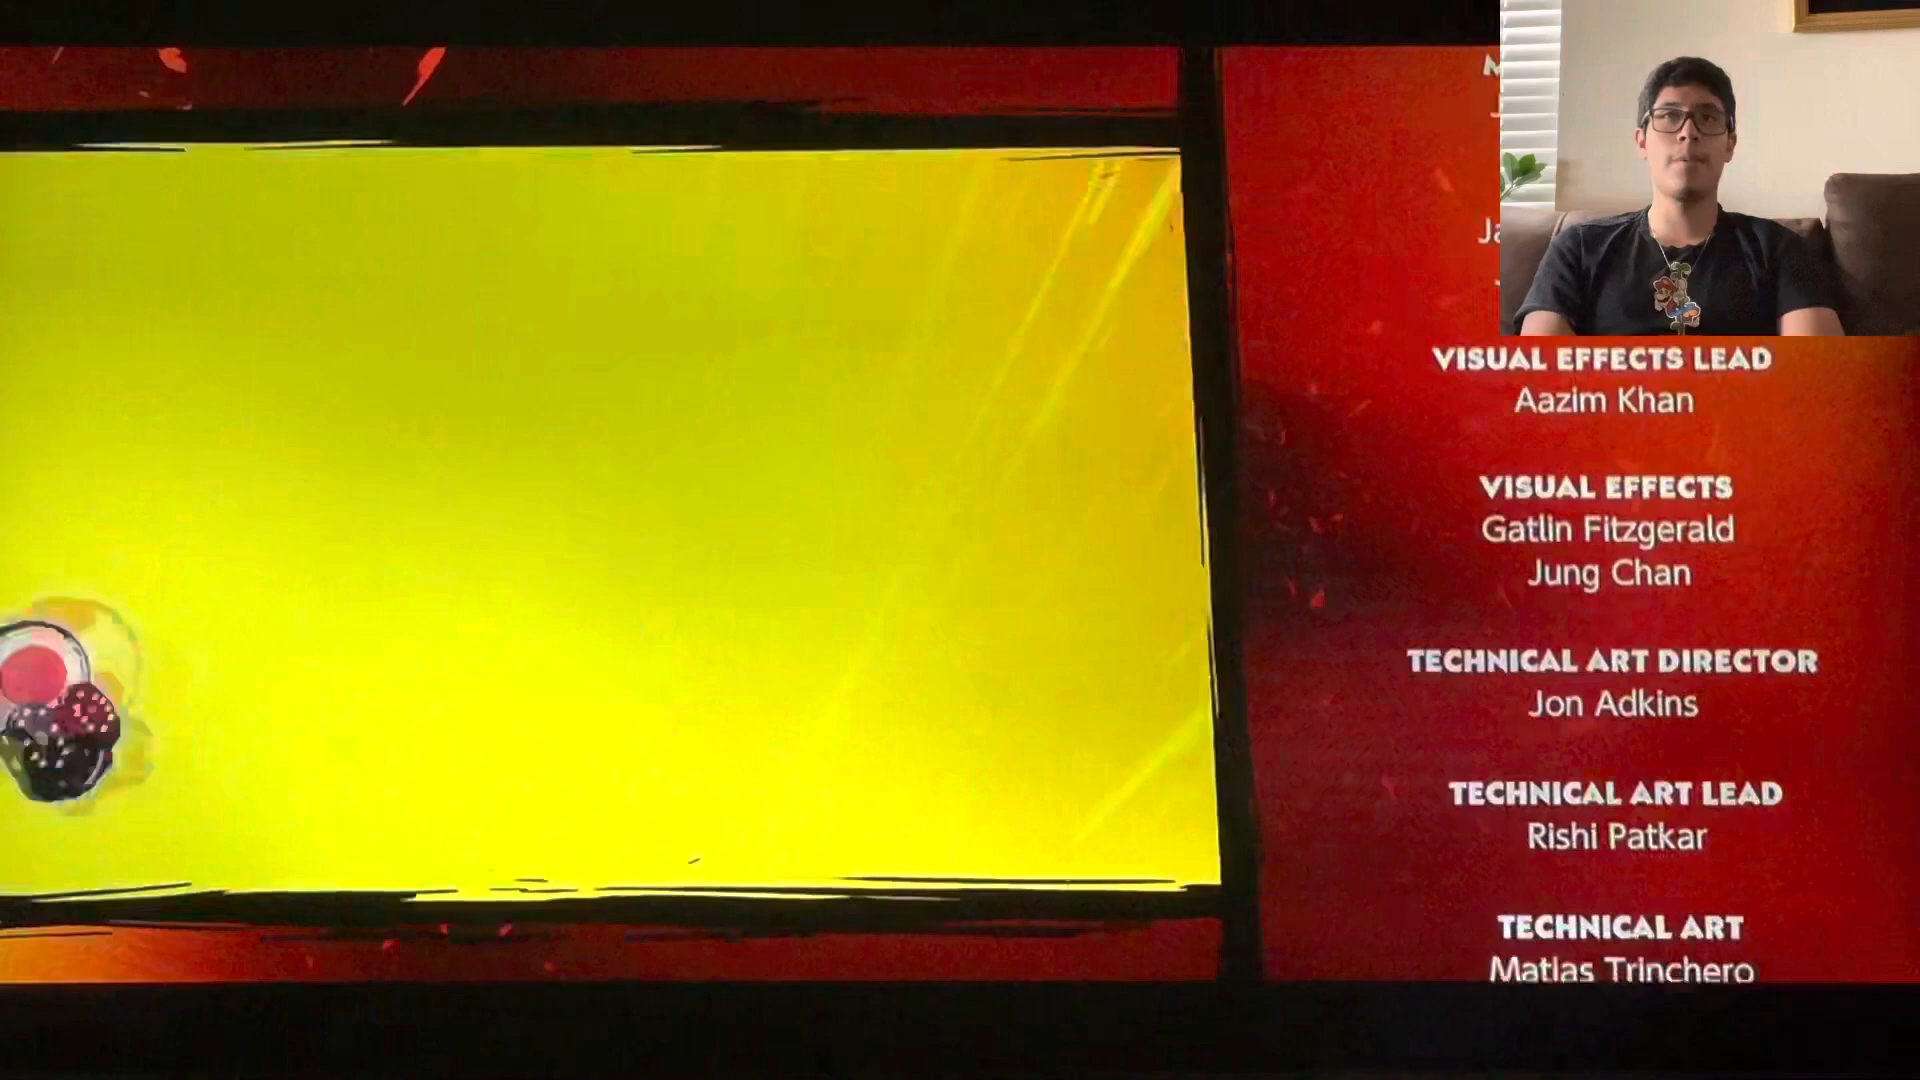 VISUAL EFFECTS LEAD
Aazim Khan
VISUAL EFFECTS
Gatlin Fitzgerald
Jung Chan
TECHNICAL ART DIRECTOR
Jon Adkins
TECHNICAL ART LEAD
Rishi Patkar
TECHNICAL ART
Matias Trinchero